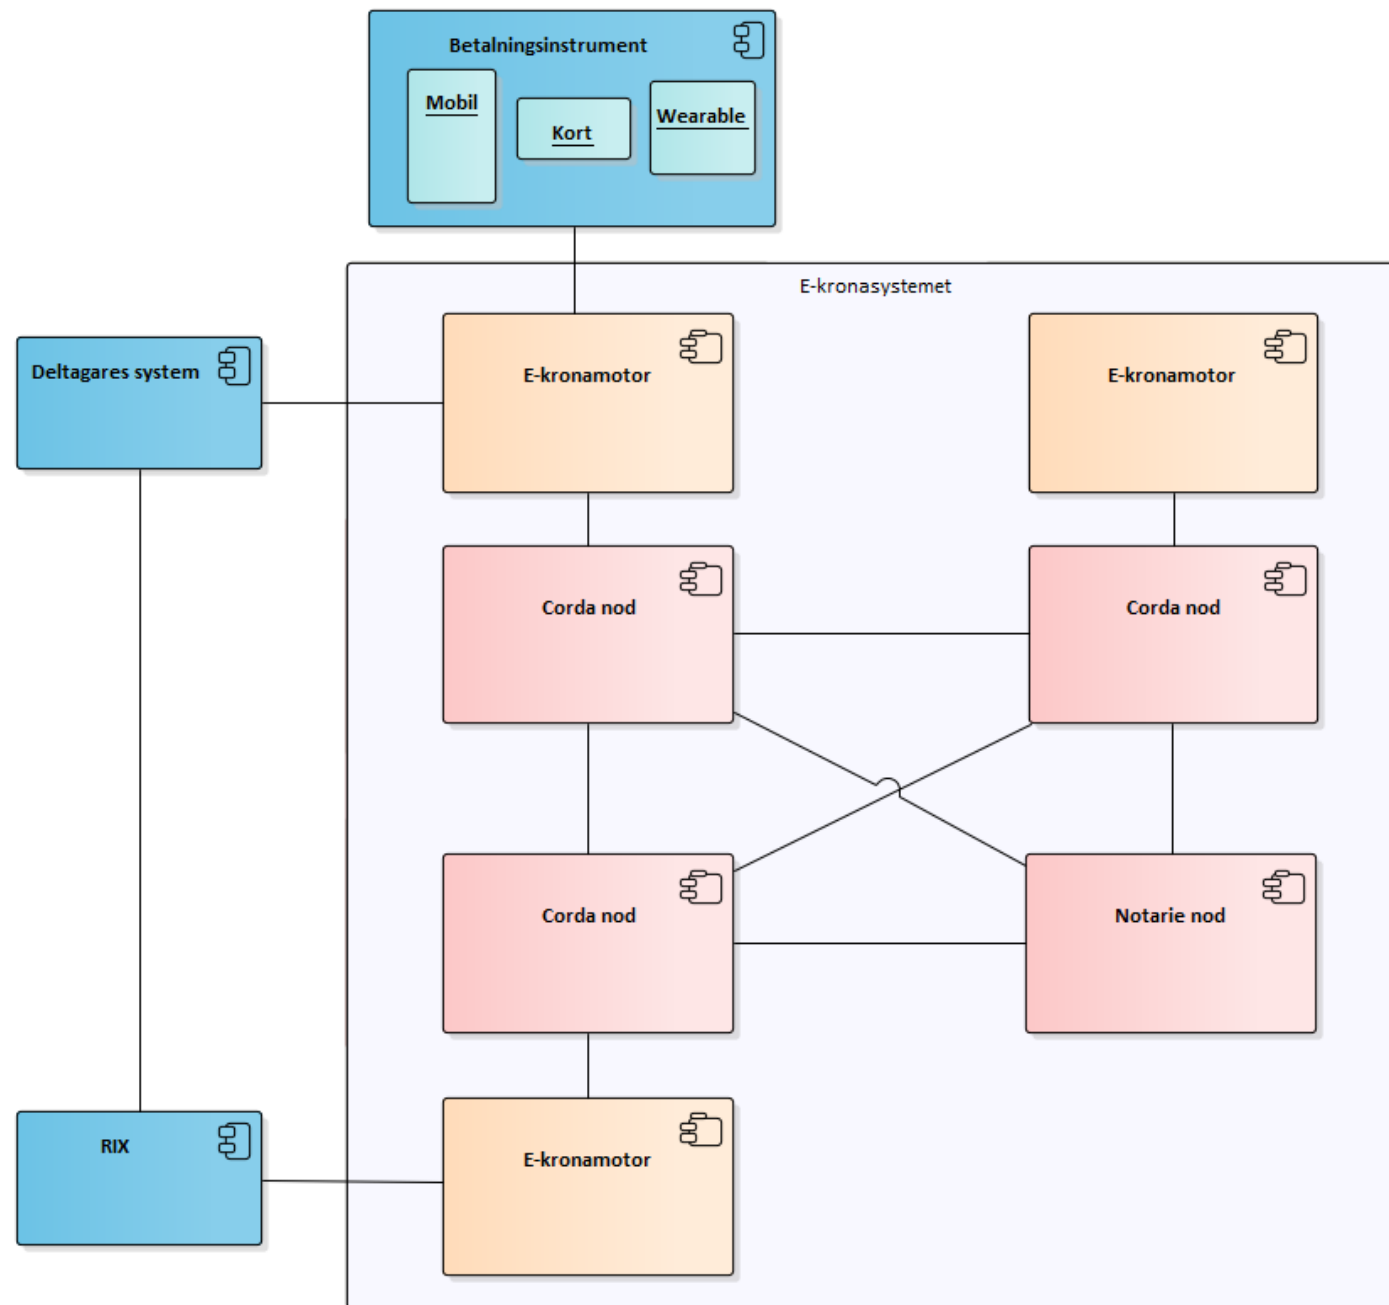 Betalningsinstrument
Mobil
Kort
Wearable
E-kronasystemet
Deltagares system
E-kronamotor
E-kronamotor
Corda nod
Corda nod
Corda nod
Notarie nod
RIX
E-kronamotor